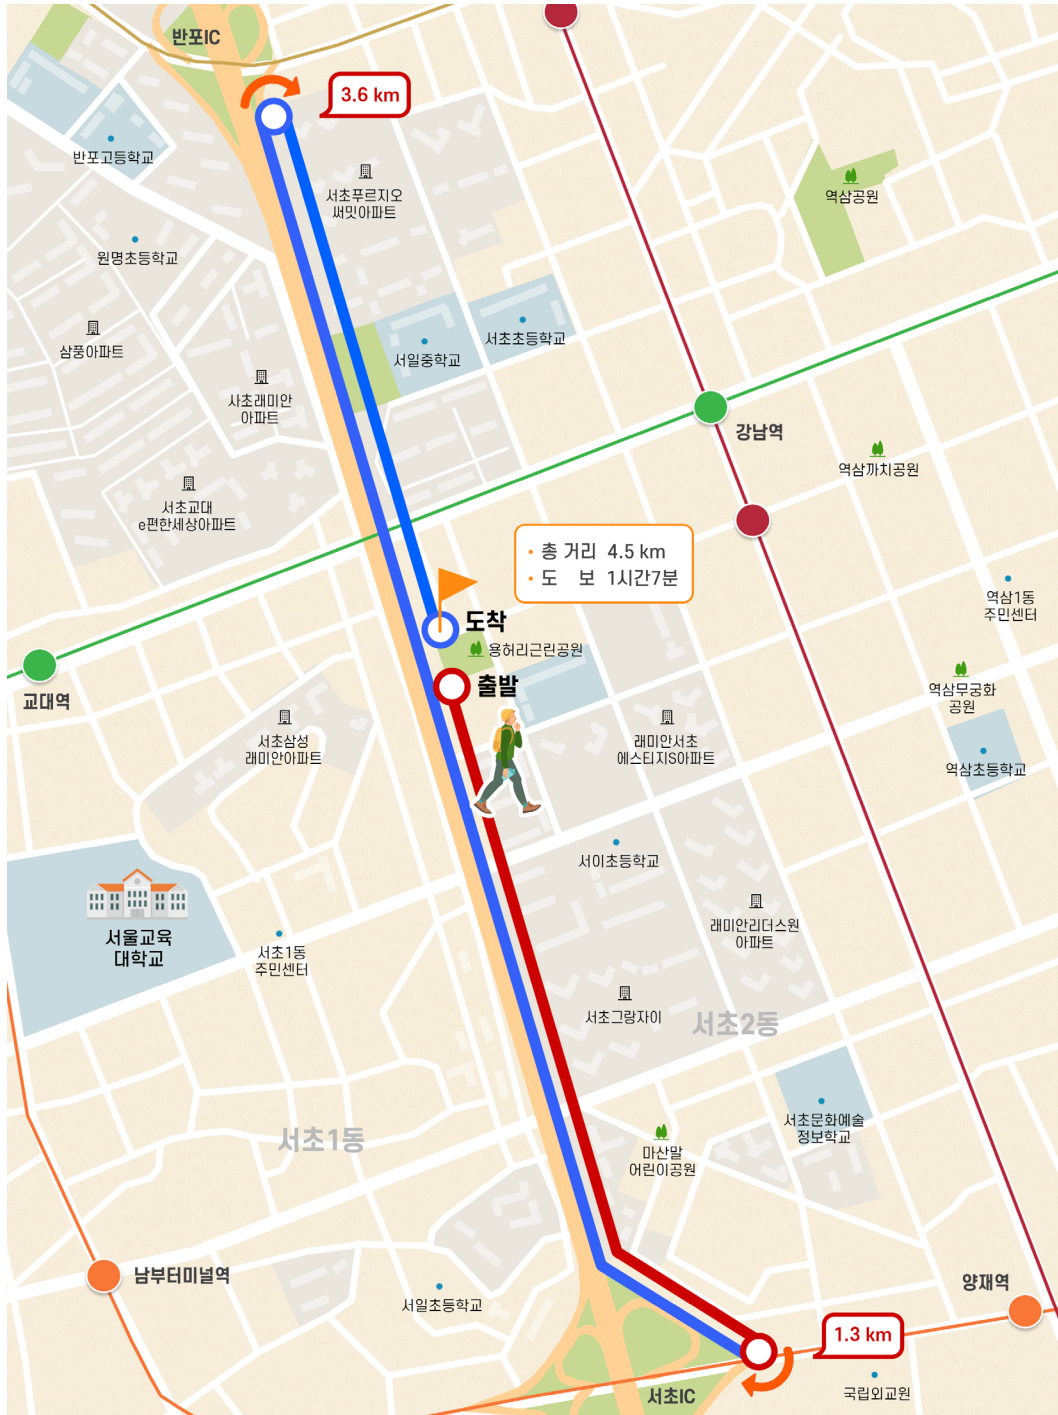 반포IC
3.6 km
반포고등학교
서초푸르지오
써밋아파트
역삼공원
원명초등학교
삼풍아파트
서일중학교
서초초등학교
사초래미안
아파트
강남역
역삼까치공원
서초교대
e편한세상아파트
• 총 거리 4.5 km
• 도 보 1시간7분
역삼1동
주민센터
도착
용허리근린공원
출발
교대역
역삼무궁화
공원
서초삼성
래미안아파트
래미안서초
에스티지S아파트
역삼초등학교
서이초등학교
서울교육
대학교
서초1동
주민센터
래미안리더스원
아파트
서초그랑자이
서초2동
서초문화예술
정보학교
서초1동
마산말
어린이공원
남부터미널역
서일초등학교
양재역
1.3 km
서초IC
국립외교원